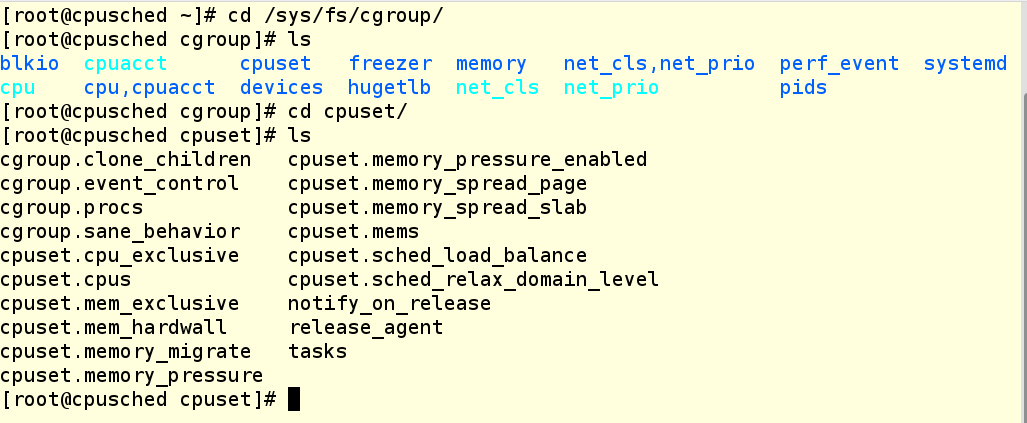 [root@cpusched ~]# cd /sys/fs/cgroup/
[root@cpusched cgroup]# ls
blkio  cpuacct      cpuset   freezer  memory   net_cls,net_prio  perf_event  systemd
cpu    cpu,cpuacct  devices  hugetlb  net_cls  net_prio          pids
[root@cpusched cgroup]# cd cpuset/
[root@cpusched cpuset]# ls
cgroup.clone_children   cpuset.memory_pressure_enabled
cgroup.event_control    cpuset.memory_spread_page
cgroup.procs            cpuset.memory_spread_slab
cgroup.sane_behavior    cpuset.mems
cpuset.cpu_exclusive    cpuset.sched_load_balance
cpuset.cpus             cpuset.sched_relax_domain_level
cpuset.mem_exclusive    notify_on_release
cpuset.mem_hardwall     release_agent
cpuset.memory_migrate   tasks
cpuset.memory_pressure
[root@cpusched cpuset]#